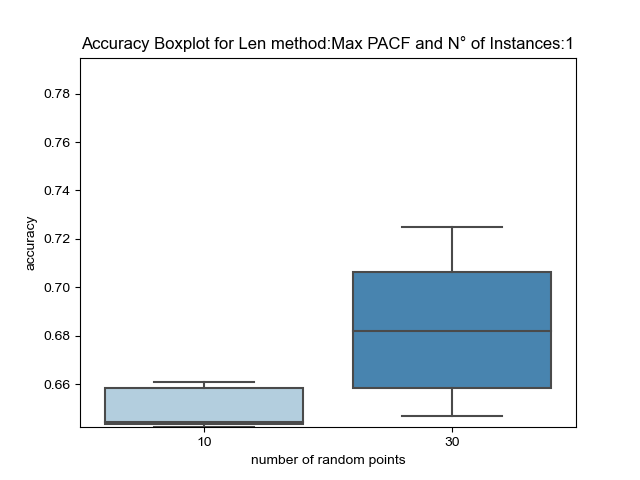 Accuracy Boxplot for Len method:Max PACF and N° of Instances:1
0.78
0.76
0.74
0.72
0.70
0.68
0.66
accuracy
10 30
number of random points